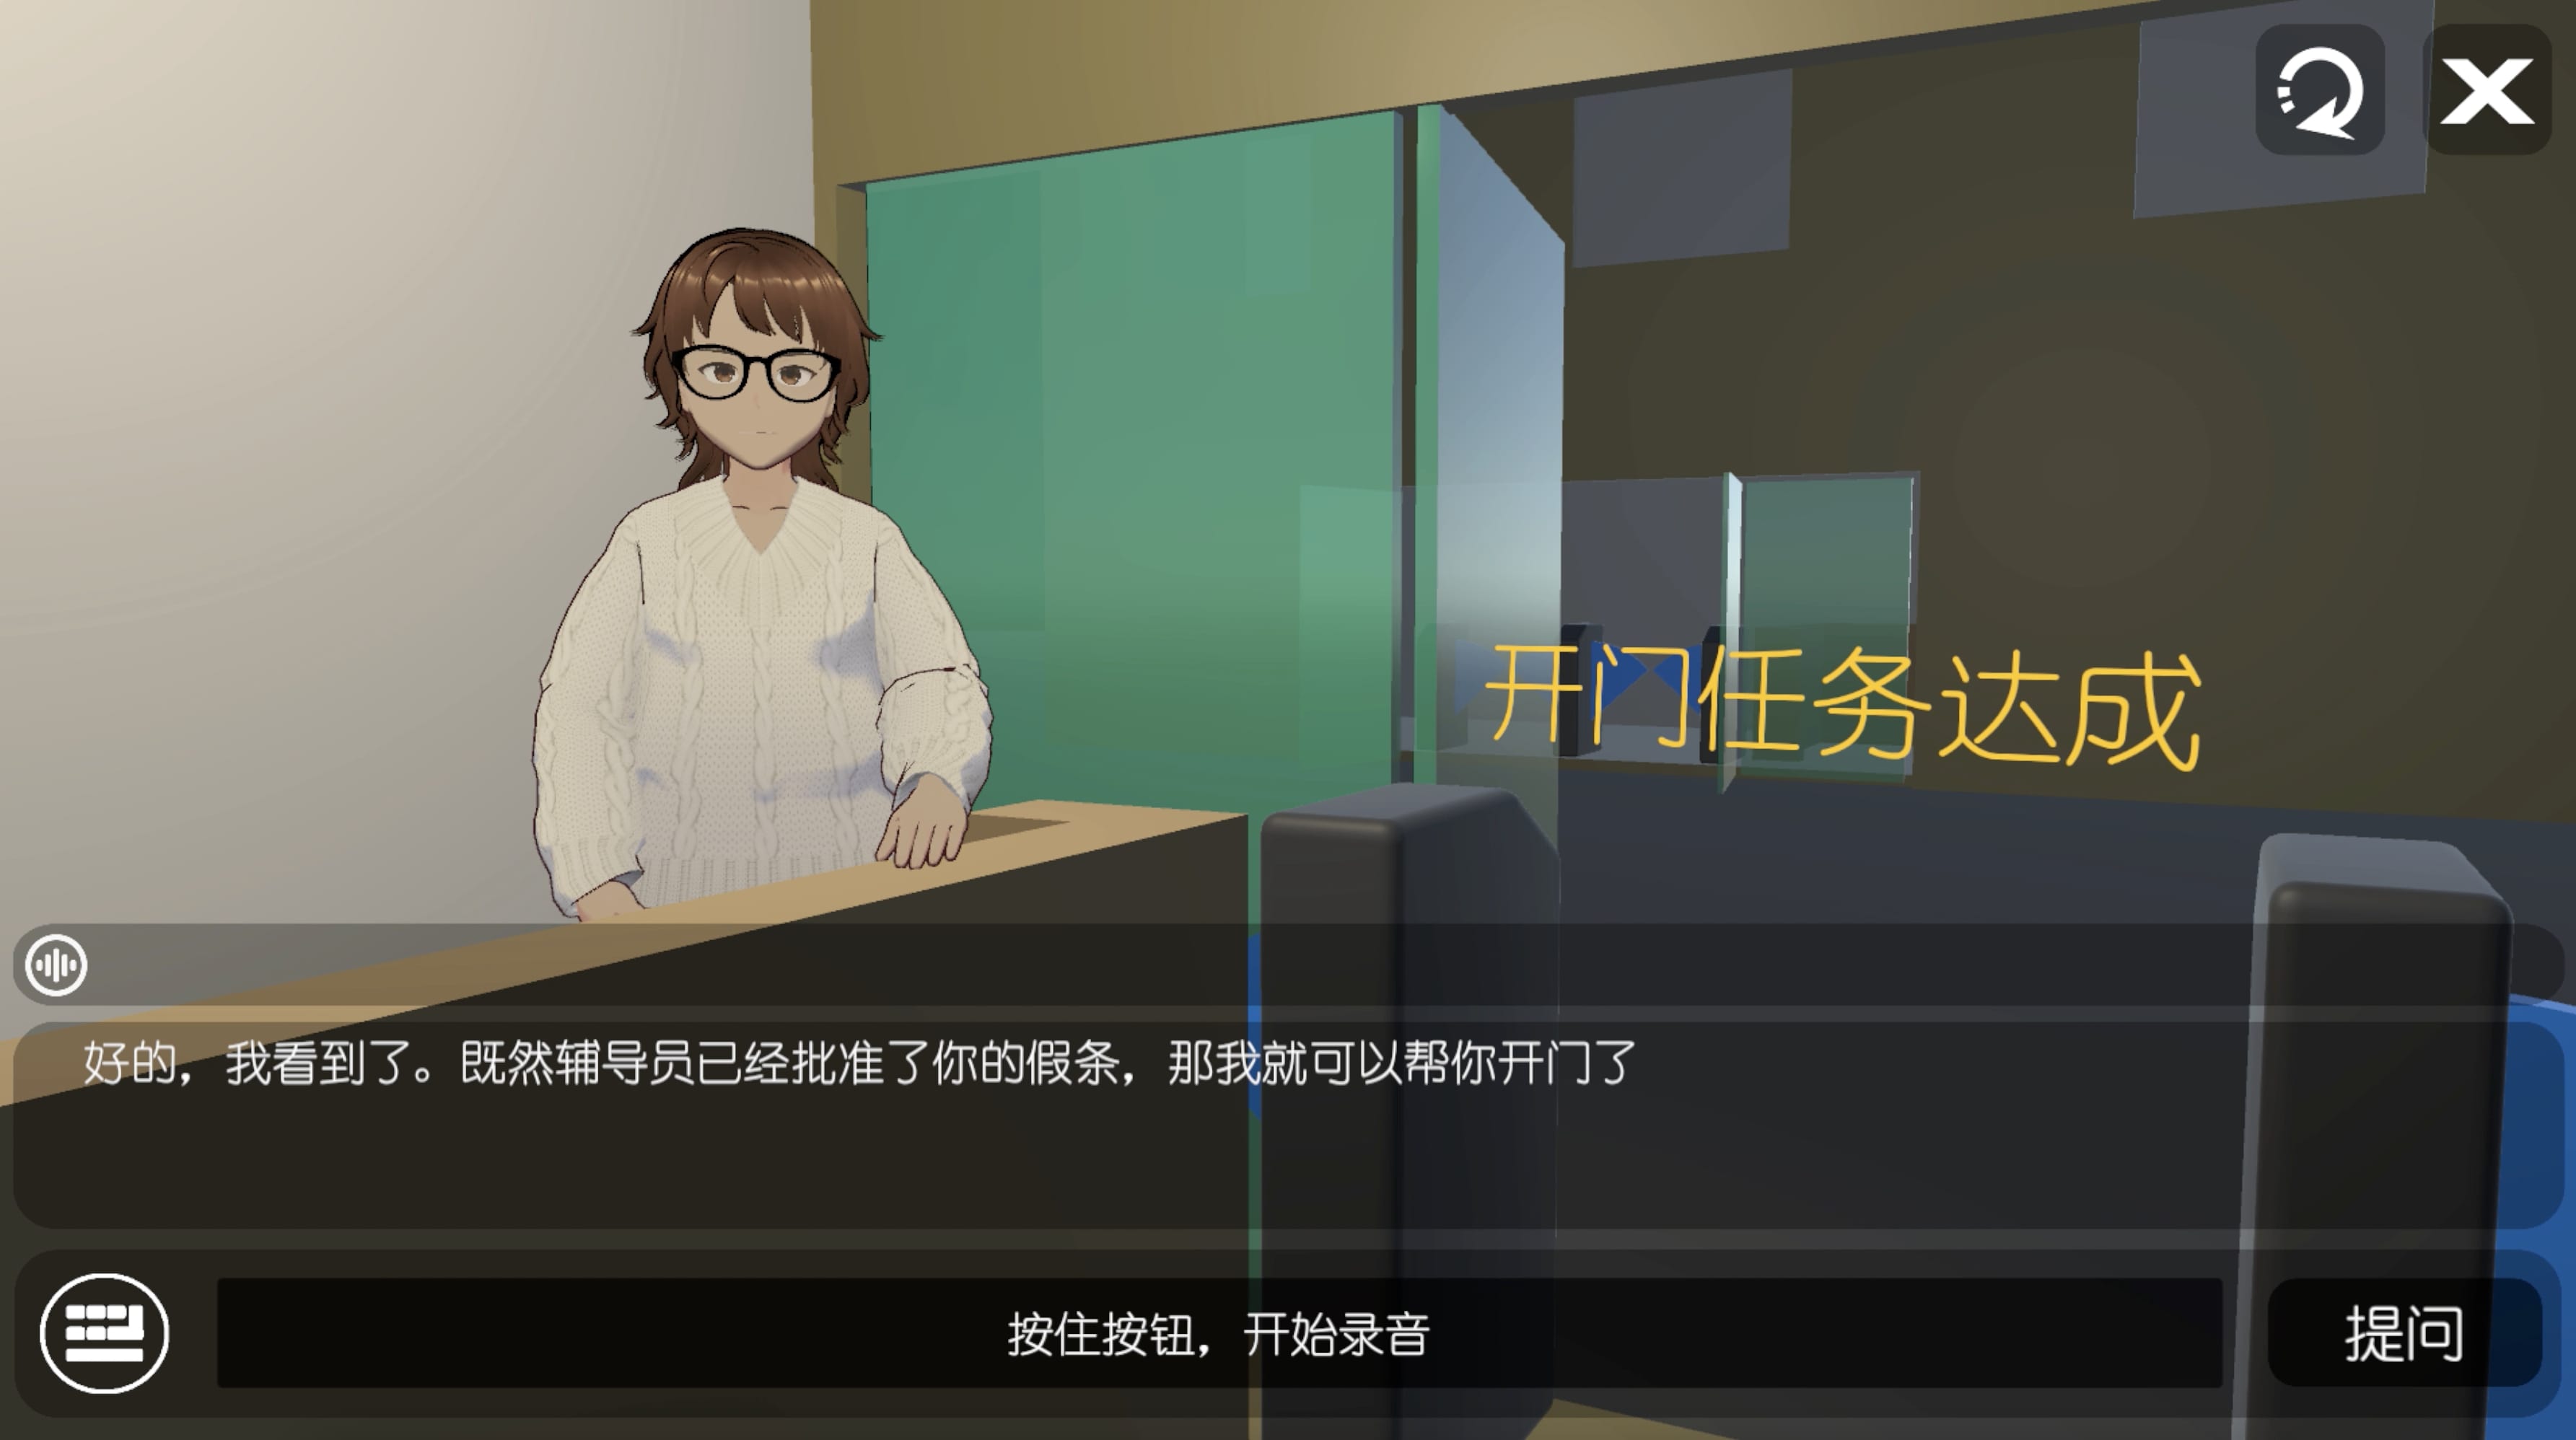 开门任务达成
好的，我看到了。既然辅导员已经批准了你的假条，那我就可以帮你开门了
按住按钮，开始录音
提问